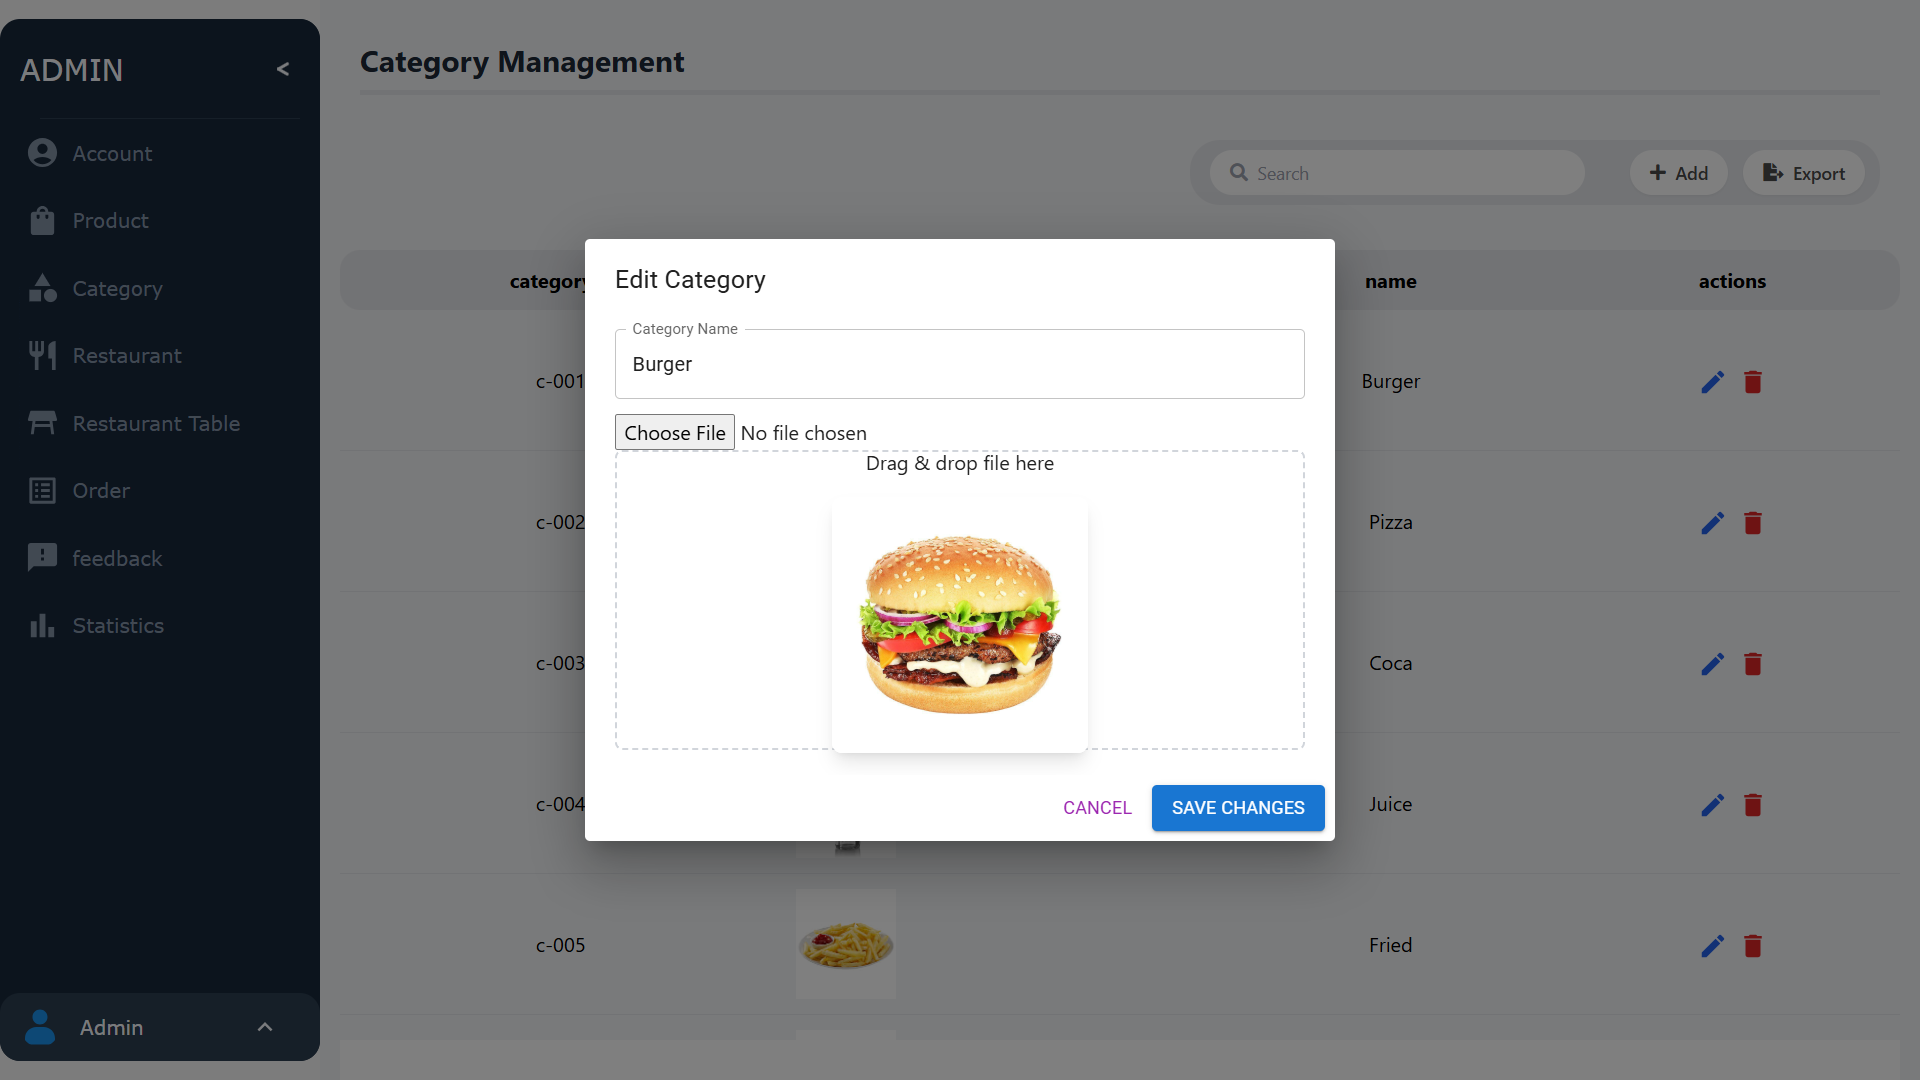 ADMIN <
Account
Product
Category
Restaurant
Restaurant Table
Order
feedback
Statistics
Admin
Category Management
Search
Add
Export
category name actions
c-001 Burger
c-002 Pizza
c-003 Coca
c-004 Juice
c-005 Fried
Edit Category
Category Name
Burger
Choose File No file chosen
Drag & drop file here
CANCEL SAVE CHANGES